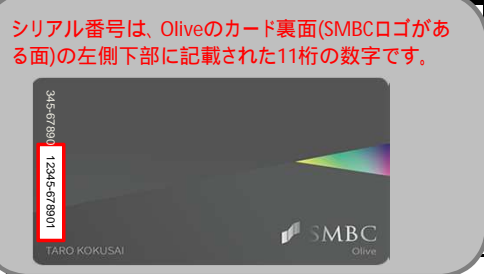 シリアル番号は、Oliveのカード裏面(SMBCロゴがあ
る面)の左側下部に記載された11桁の数字です。
345-67890
12345-678901
TARO KOKUSAI
SMBC
Olive